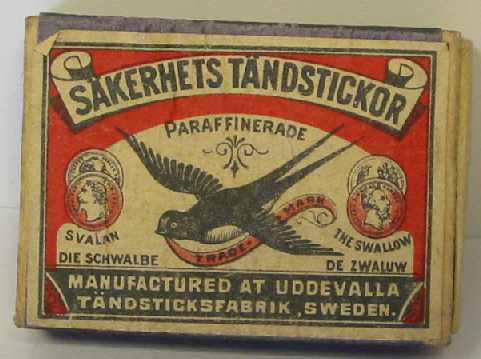 SÄKERHETS TÄNDSTICKOR
PARAFFINERADE
SVALAN
TRADE-MARK
THE SWALLOW
DIE SCHWALBE
DE ZWALUW
MANUFACTURED AT UDDEVALLA
TÄNDSTICKSFABRIK, SWEDEN.